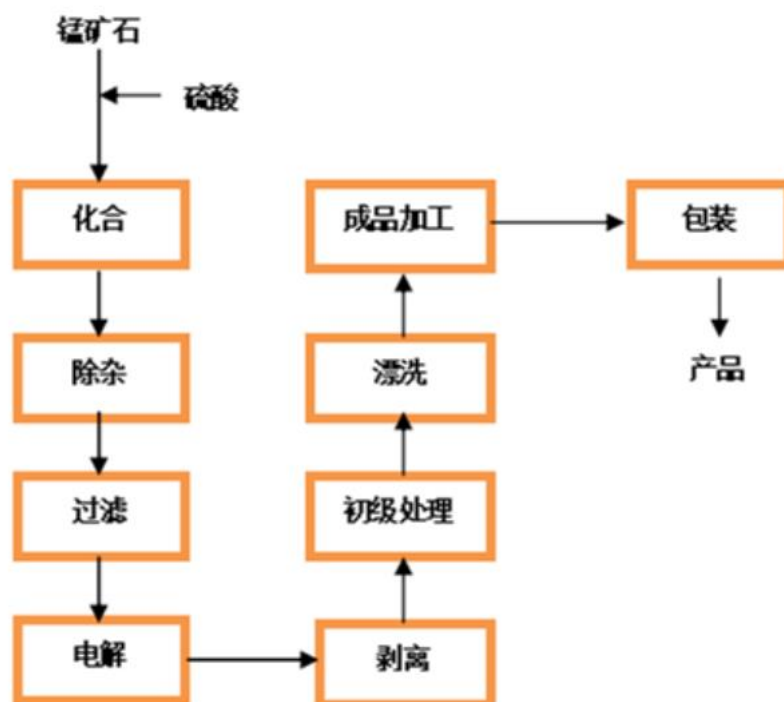 锰矿石
硫酸
化合
除杂
过滤
电解
剥离
初级处理
漂洗
成品加工
包装
产品